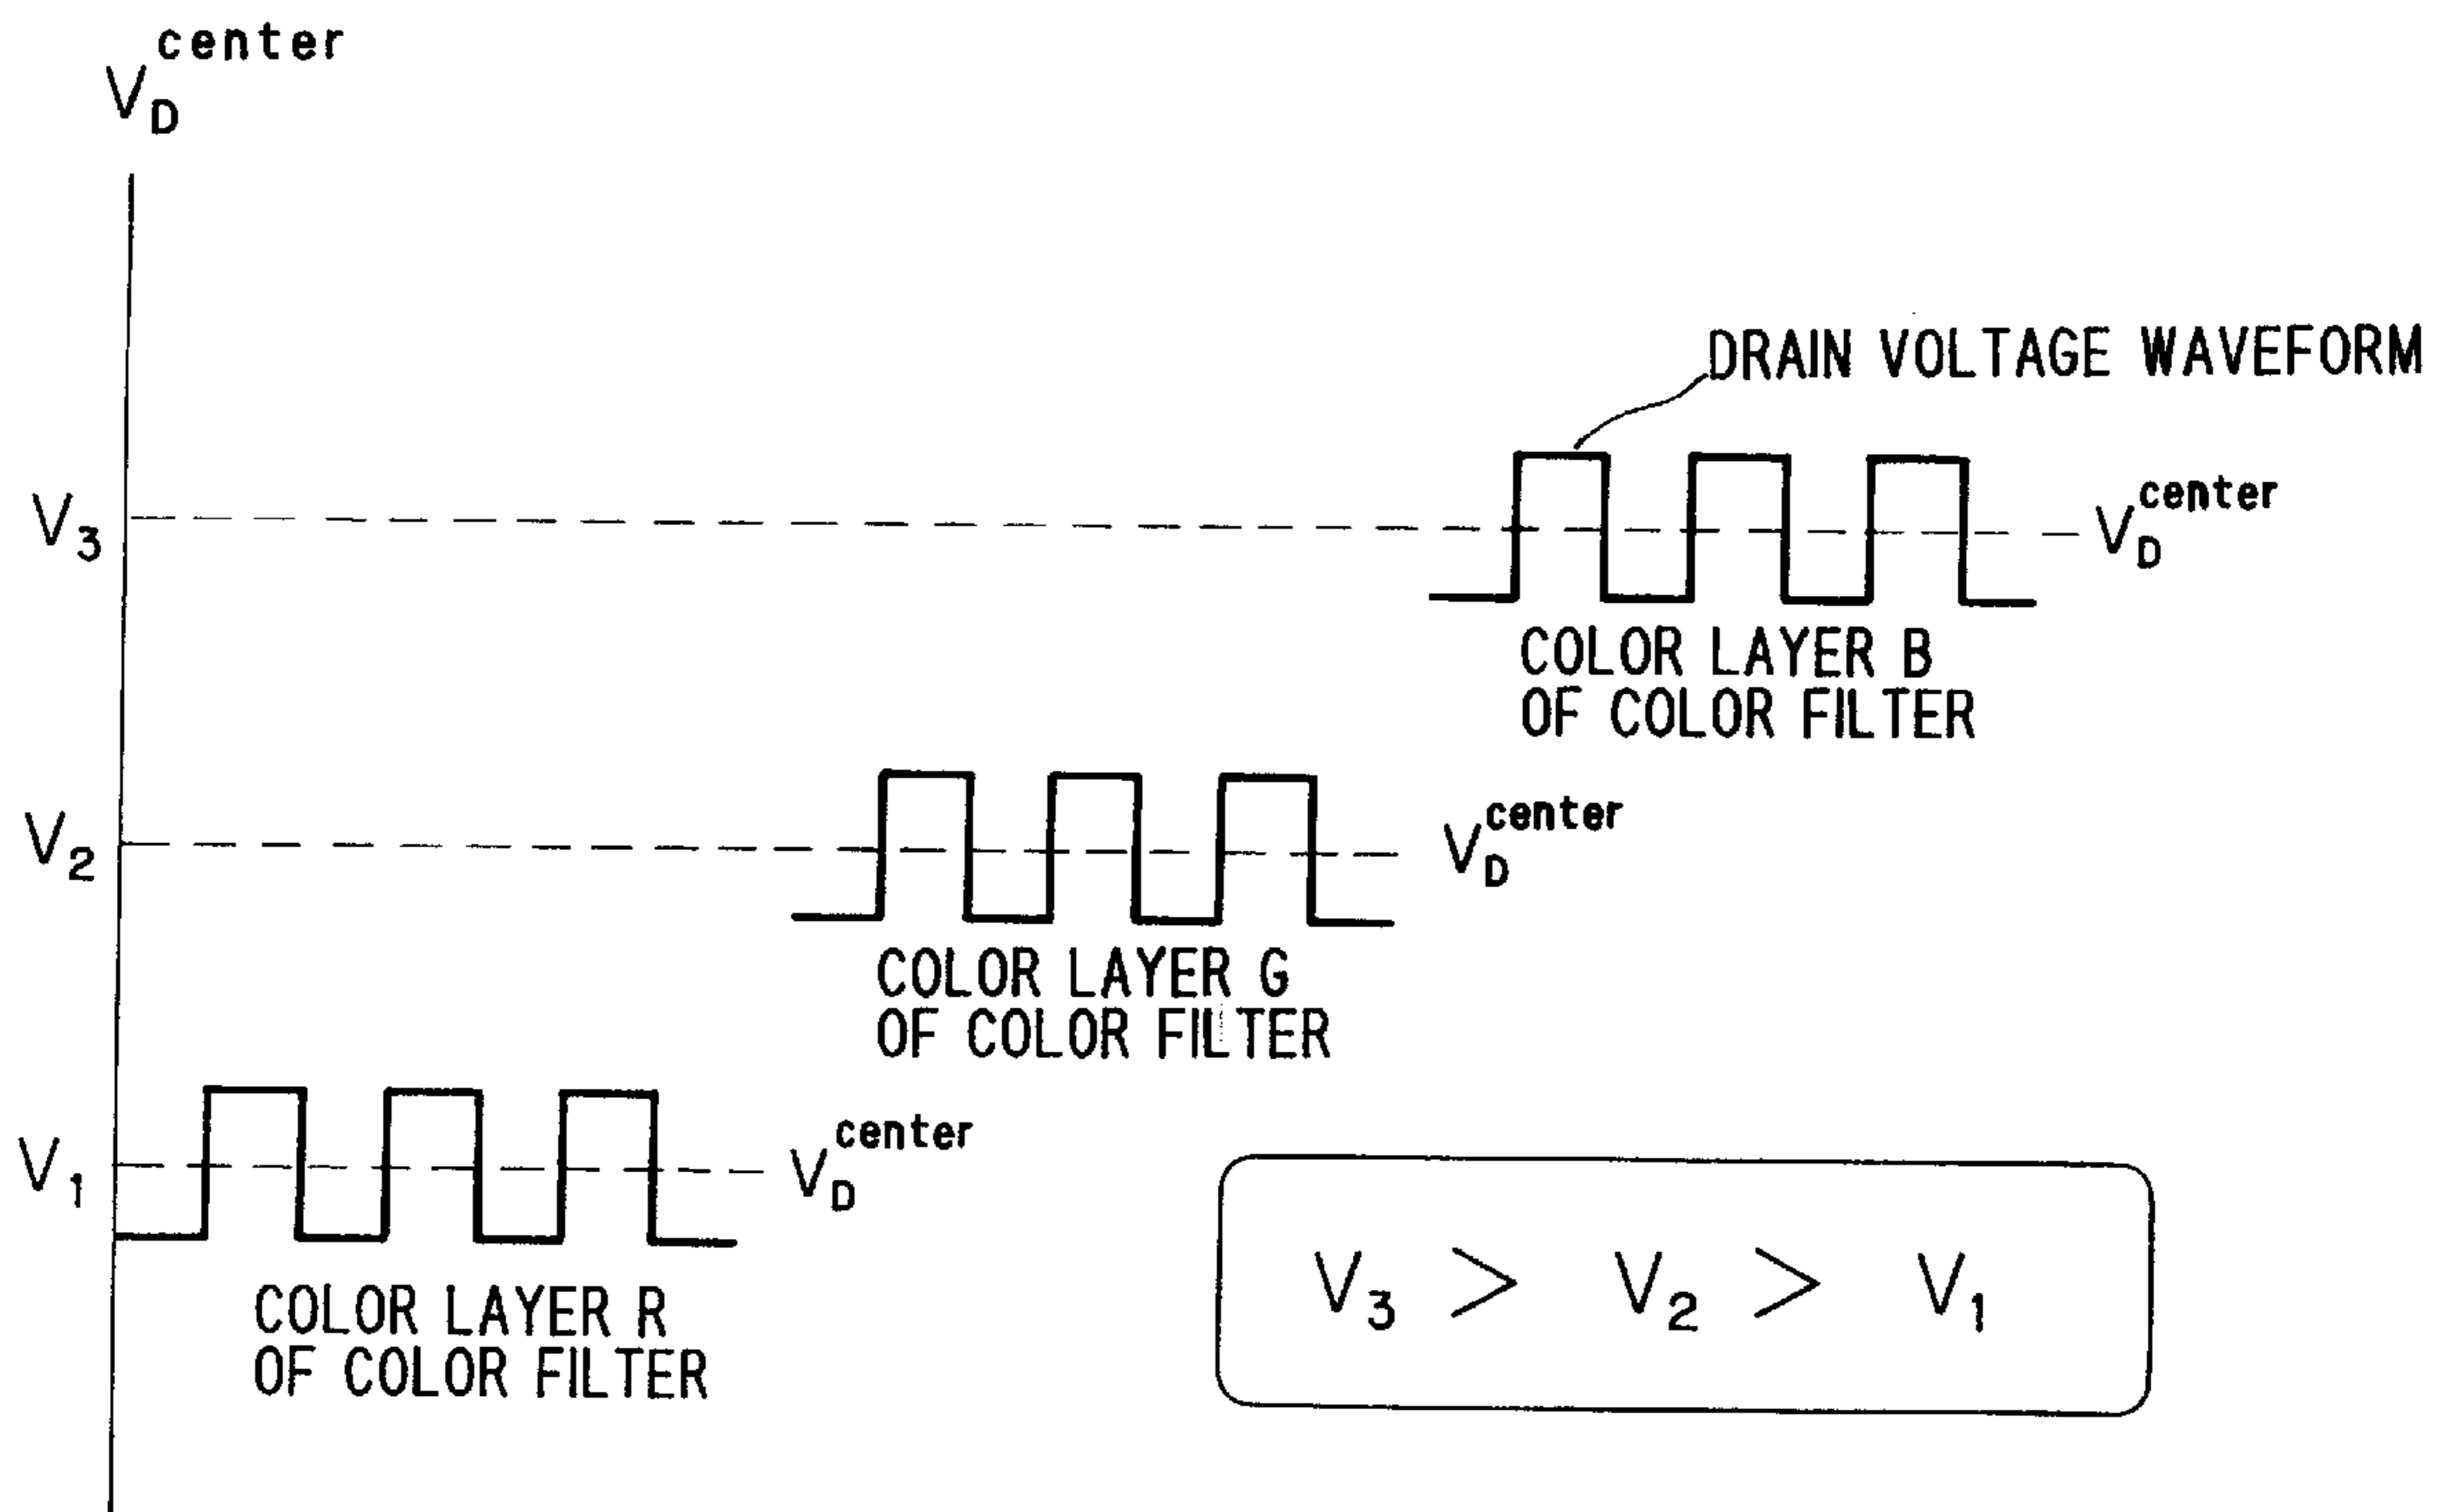 V_D^center
DRAIN VOLTAGE WAVEFORM
V_3
V_D^center
COLOR LAYER B
OF COLOR FILTER
V_2
V_D^center
COLOR LAYER G
OF COLOR FILTER
V_1
V_D^center
COLOR LAYER R
OF COLOR FILTER
V_3 > V_2 > V_1